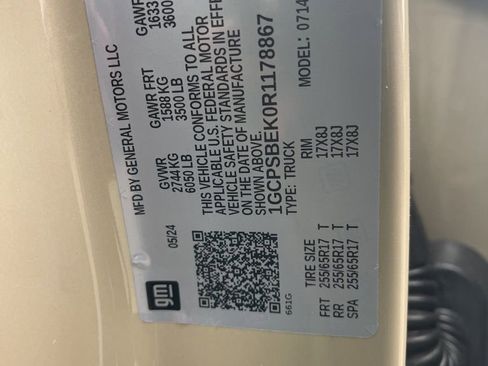 MFD BY GENERAL MOTORS LLC
05/24
GVWR
2744 KG
6050 LB
GAWR FRT
1588 KG
3500 LB
GAWR
1633
3600
THIS VEHICLE CONFORMS TO ALL
APPLICABLE U.S. FEDERAL MOTOR
VEHICLE SAFETY STANDARDS IN EFFE
ON THE DATE OF MANUFACTURE
SHOWN ABOVE.
1GCPSBEK0R1178867
TYPE: TRUCK
MODEL: 0714
gm
661G
TIRE SIZE RIM
FRT 255/65R17 T 17X8J
RR 255/65R17 T 17X8J
SPA 255/65R17 T 17X8J